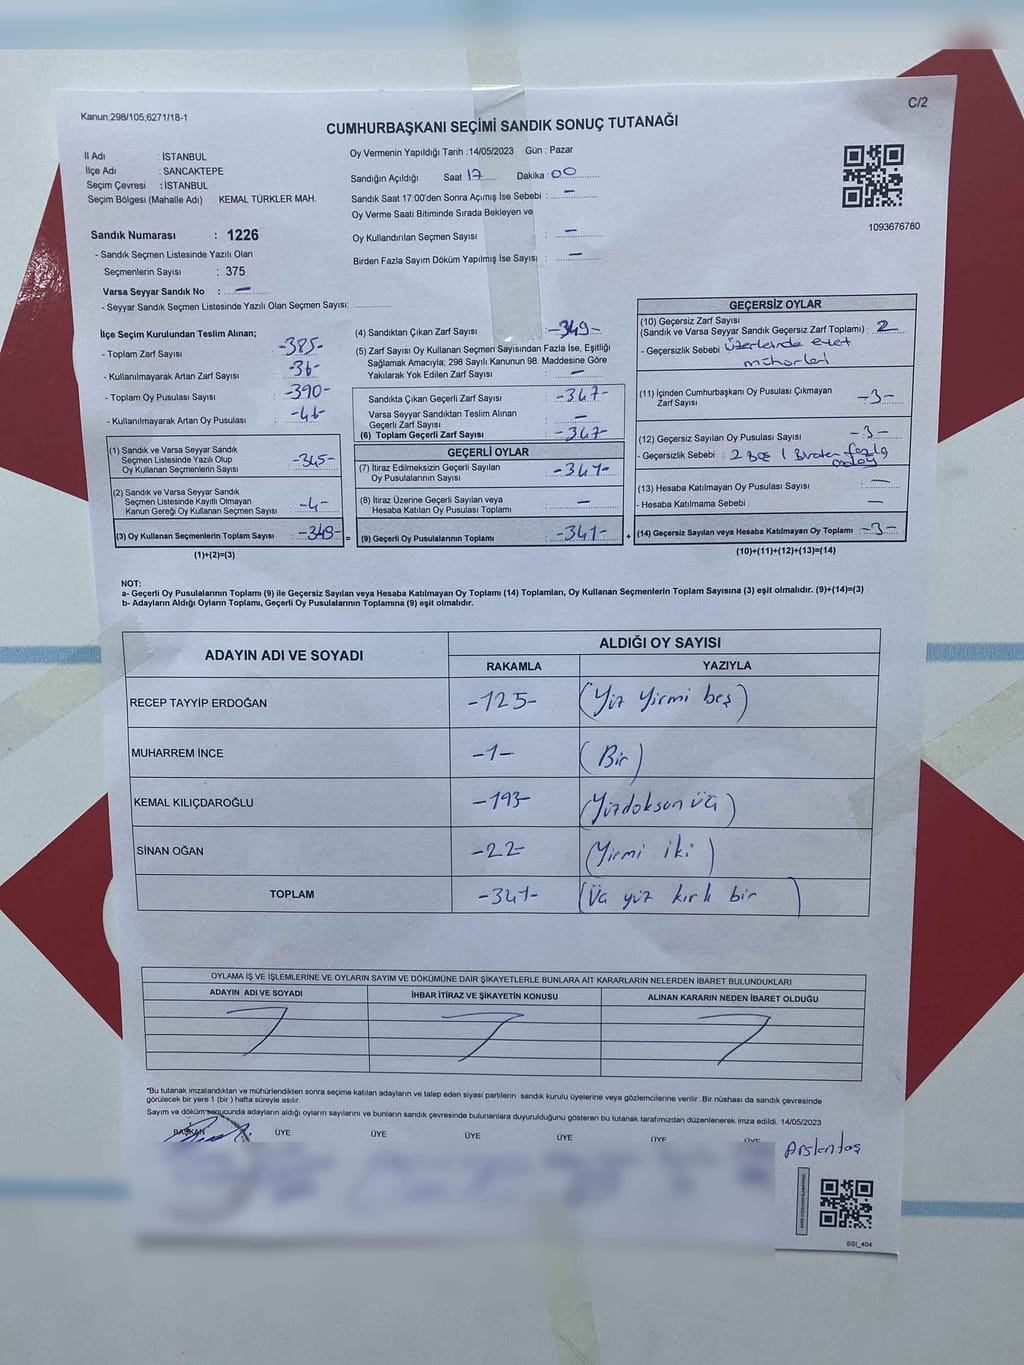 Kanun;298/105;6271/18-1
C/2
CUMHURBAŞKANI SEÇİMİ SANDIK SONUÇ TUTANAĞI
İl Adı : İSTANBUL
İlçe Adı : SANCAKTEPE
Seçim Çevresi : İSTANBUL
Seçim Bölgesi (Mahalle Adı) : KEMAL TÜRKLER MAH.
Oy Vermenin Yapıldığı Tarih :14/05/2023 Gün : Pazar
Sandığın Açıldığı Saat 17 Dakika :00
Sandık Saat 17:00'den Sonra Açımış İse Sebebi : –
Oy Verme Saati Bitiminde Sırada Bekleyen ve
Oy Kullandırılan Seçmen Sayısı : –
Birden Fazla Sayım Döküm Yapılmış İse Sayısı : –
1093676780
Sandık Numarası : 1226
- Sandık Seçmen Listesinde Yazılı Olan
Seçmenlerin Sayısı : 375
Varsa Seyyar Sandık No : –
- Seyyar Sandık Seçmen Listesinde Yazılı Olan Seçmen Sayısı:
İlçe Seçim Kurulundan Teslim Alınan;
- Toplam Zarf Sayısı : -385-
- Kullanılmayarak Artan Zarf Sayısı : -36-
- Toplam Oy Pusulası Sayısı : -390-
- Kullanılmayarak Artan Oy Pusulası :
(1) Sandık ve Varsa Seyyar Sandık
Seçmen Listesinde Yazılı Olup
Oy Kullanan Seçmenlerin Sayısı : -345-
(2) Sandık ve Varsa Seyyar Sandık
Seçmen Listesinde Kayıtlı Olmayan
Kanun Gereği Oy Kullanan Seçmen Sayısı : -4-
(3) Oy Kullanan Seçmenlerin Toplam Sayısı : -349- =
(1)+(2)=(3)
(4) Sandıktan Çıkan Zarf Sayısı : -349-
(5) Zarf Sayısı Oy Kullanan Seçmen Sayısından Fazla İse, Eşitliği
Sağlamak Amacıyla; 298 Sayılı Kanunun 98. Maddesine Göre
Yakılarak Yok Edilen Zarf Sayısı : –
Sandıkta Çıkan Geçerli Zarf Sayısı : -347-
Varsa Seyyar Sandıktan Teslim Alınan
Geçerli Zarf Sayısı : –
(6) Toplam Geçerli Zarf Sayısı : -347-
GEÇERLİ OYLAR
(7) İtiraz Edilmeksizin Geçerli Sayılan
Oy Pusulalarının Sayısı : -341-
(8) İtiraz Üzerine Geçerli Sayılan veya
Hesaba Katılan Oy Pusulası Toplamı : –
(9) Geçerli Oy Pusulalarının Toplamı : -341- +
GEÇERSİZ OYLAR
(10) Geçersiz Zarf Sayısı
(Sandık ve Varsa Seyyar Sandık Geçersiz Zarf Toplamı) : 2
- Geçersizlik Sebebi : Üzerlerinde evet
mühürleri
(11) İçinden Cumhurbaşkanı Oy Pusulası Çıkmayan
Zarf Sayısı : -3-
(12) Geçersiz Sayılan Oy Pusulası Sayısı : -3-
- Geçersizlik Sebebi : 2 Boş 1 Birden fazla
(13) Hesaba Katılmayan Oy Pusulası Sayısı : –
- Hesaba Katılmama Sebebi : –
(14) Geçersiz Sayılan veya Hesaba Katılmayan Oy Toplamı : -3-
(10)+(11)+(12)+(13)=(14)
NOT:
a- Geçerli Oy Pusulalarının Toplamı (9) ile Geçersiz Sayılan veya Hesaba Katılmayan Oy Toplamı (14) Toplamları, Oy Kullanan Seçmenlerin Toplam Sayısına (3) eşit olmalıdır. (9)+(14)=(3)
b- Adayların Aldığı Oyların Toplamı, Geçerli Oy Pusulalarının Toplamına (9) eşit olmalıdır.
ADAYIN ADI VE SOYADI ALDIĞI OY SAYISI
RAKAMLA YAZIYLA
RECEP TAYYİP ERDOĞAN -125- (Yüz Yirmi beş)
MUHARREM İNCE -1- (Bir)
KEMAL KILIÇDAROĞLU -193- (Yüzdoksan üç)
SİNAN OĞAN -22- (Yirmi iki)
TOPLAM -341- (Üç yüz kırk bir )
OYLAMA İŞ VE İŞLEMLERİNE VE OYLARIN SAYIM VE DÖKÜMÜNE DAİR ŞİKAYETLERLE BUNLARA AİT KARARLARIN NELERDEN İBARET BULUNDUKLARI
ADAYIN ADI VE SOYADI İHBAR İTİRAZ VE ŞİKAYETİN KONUSU ALINAN KARARIN NEDEN İBARET OLDUĞU
*Bu tutanak imzalandıktan ve mühürlendikten sonra seçime katılan adayların ve talep eden siyasi partilerin sandık kurulu üyelerine veya gözlemcilerine verilir. Bir nüshası da sandık çevresinde
görülecek bir yere 1 (bir ) hafta süreyle asılır.
Sayım ve döküm sonucunda adayların aldığı oyların sayılarını ve bunların sandık çevresinde bulunanlara duyurulduğunu gösteren bu tutanak tarafımızdan düzenlenerek imza edildi. 14/05/2023
BAŞKAN ÜYE ÜYE ÜYE ÜYE ÜYE ÜYE
Arslantaş
SSI_404